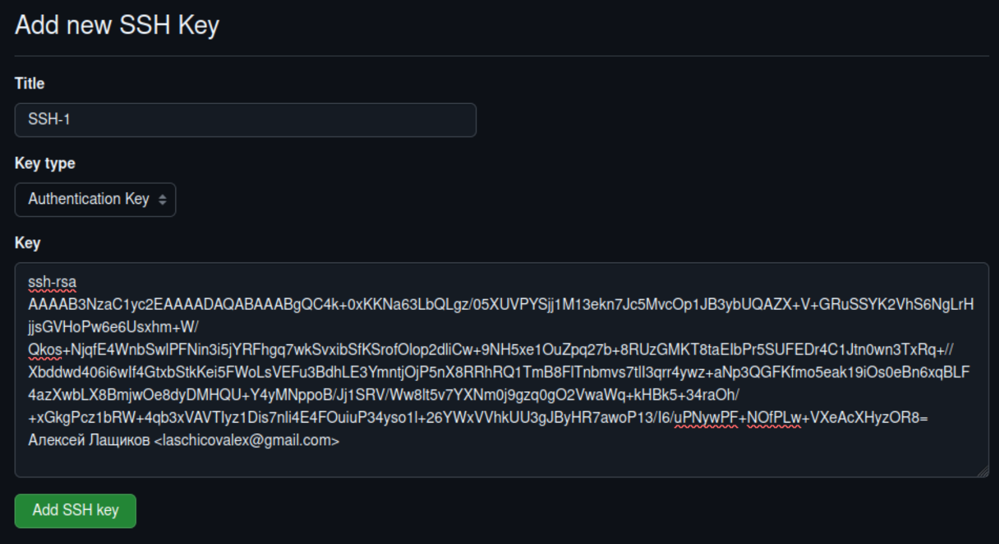 Add new SSH Key
Title
SSH-1
Key type
Authentication Key
Key
ssh-rsa
AAAAB3NzaC1yc2EAAAADAQABAAABgQC4k+0xKKNa63LbQLgz/05XUVPYSjj1M13ekn7Jc5MvcOp1JB3ybUQAZX+V+GRuSSYK2VhS6NgLrH
jjsGVHoPw6e6Usxhm+W/
Qkos+NjqfE4WnbSwlPFNin3i5jYRFhgq7wkSvxibSfKSrofOlop2dliCw+9NH5xe1OuZpq27b+8RUzGMKT8taElbPr5SUFEDr4C1Jtn0wn3TxRq+//
Xbddwd406i6wIf4GtxbStkKei5FWoLsVEFu3BdhLE3YmntjOjP5nX8RRhRQ1TmB8FlTnbmvs7tlI3qrr4ywz+aNp3QGFKfmo5eak19iOs0eBn6xqBLF
4azXwbLX8BmjwOe8dyDMHQU+Y4yMNppoB/Jj1SRV/Ww8lt5v7YXNm0j9gzq0gO2VwaWq+kHBk5+34raOh/
+xGkgPcz1bRW+4qb3xVAVTlyz1Dis7nli4E4FOuiuP34yso1l+26YWxVVhkUU3gJByHR7awoP13/I6/uPNywPF+NOfPLw+VXeAcXHyzOR8=
Алексей Лащиков <laschicovalex@gmail.com>
Add SSH key